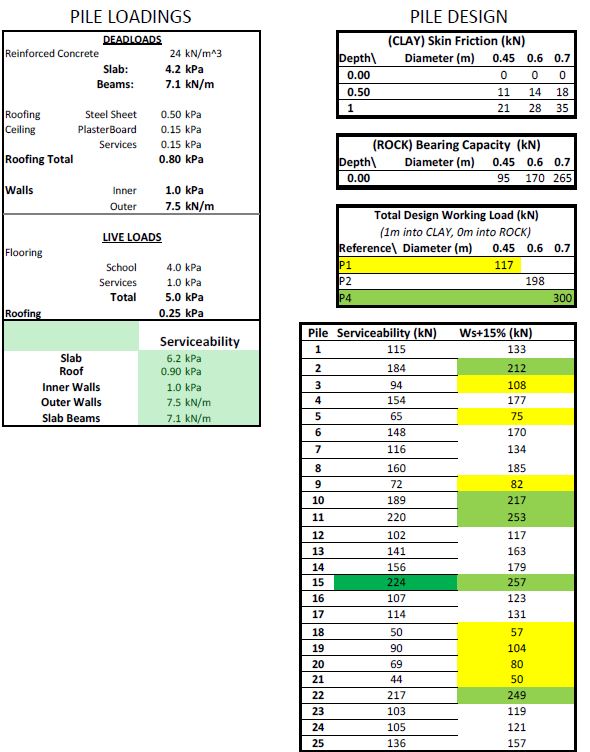 PILE LOADINGS
DEADLOADS
Reinforced Concrete 24 kN/m^3
Slab: 4.2 kPa
Beams: 7.1 kN/m
Roofing Steel Sheet 0.50 kPa
Ceiling PlasterBoard 0.15 kPa
Services 0.15 kPa
Roofing Total 0.80 kPa
Walls Inner 1.0 kPa
Outer 7.5 kN/m
LIVE LOADS
Flooring
School 4.0 kPa
Services 1.0 kPa
Total 5.0 kPa
Roofing 0.25 kPa
Serviceability
Slab 6.2 kPa
Roof 0.90 kPa
Inner Walls 1.0 kPa
Outer Walls 7.5 kN/m
Slab Beams 7.1 kN/m
PILE DESIGN
(CLAY) Skin Friction (kN)
Depth\ Diameter (m) 0.45 0.6 0.7
0.00 0 0 0
0.50 11 14 18
1 21 28 35
(ROCK) Bearing Capacity (kN)
Depth\ Diameter (m) 0.45 0.6 0.7
0.00 95 170 265
Total Design Working Load (kN)
(1m into CLAY, 0m into ROCK)
Reference\ Diameter (m) 0.45 0.6 0.7
P1 117
P2 198
P4 300
Pile Serviceability (kN) Ws+15% (kN)
1 115 133
2 184 212
3 94 108
4 154 177
5 65 75
6 148 170
7 116 134
8 160 185
9 72 82
10 189 217
11 220 253
12 102 117
13 141 163
14 156 179
15 224 257
16 107 123
17 114 131
18 50 57
19 90 104
20 69 80
21 44 50
22 217 249
23 103 119
24 105 121
25 136 157